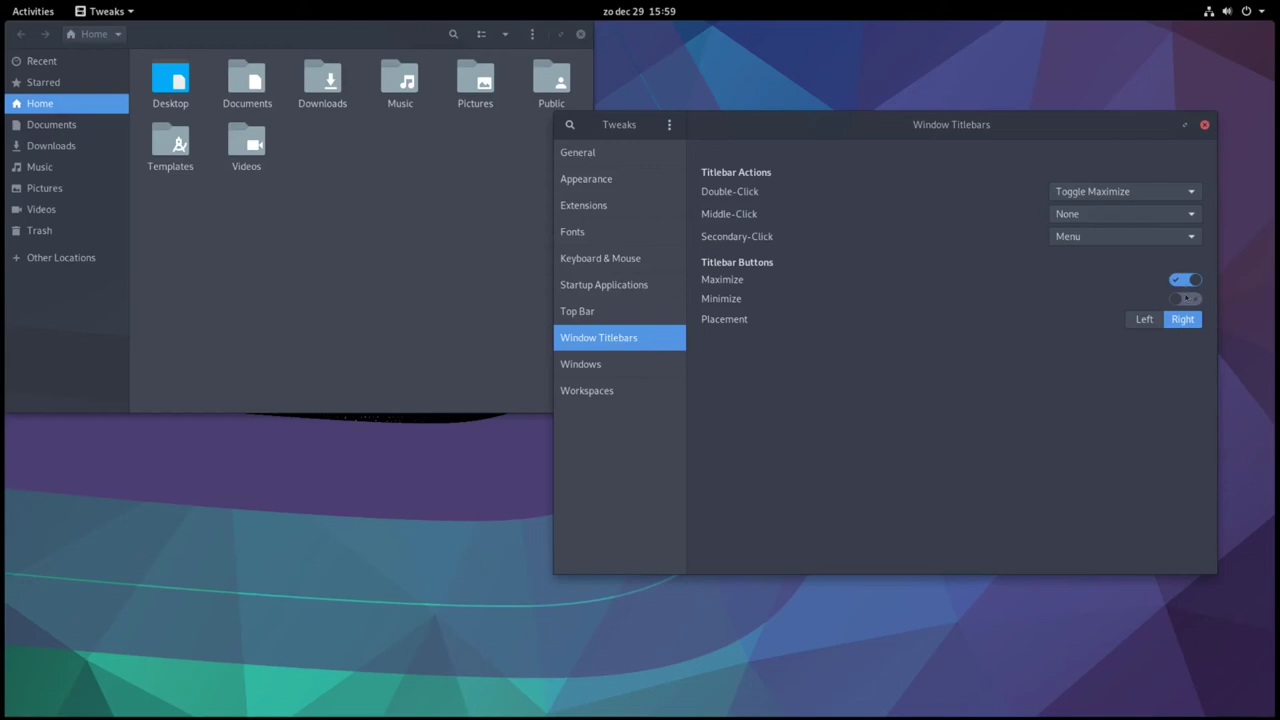 Activities
Tweaks
zo dec 29 15:59
Home
Recent
Starred
Home
Documents
Downloads
Music
Pictures
Videos
Trash
Other Locations
Desktop
Documents
Downloads
Music
Pictures
Public
Templates
Videos
Tweaks
Window Titlebars
General
Appearance
Extensions
Fonts
Keyboard & Mouse
Startup Applications
Top Bar
Window Titlebars
Windows
Workspaces
Titlebar Actions
Double-Click Toggle Maximize
Middle-Click None
Secondary-Click Menu
Titlebar Buttons
Maximize
Minimize
Placement Left Right